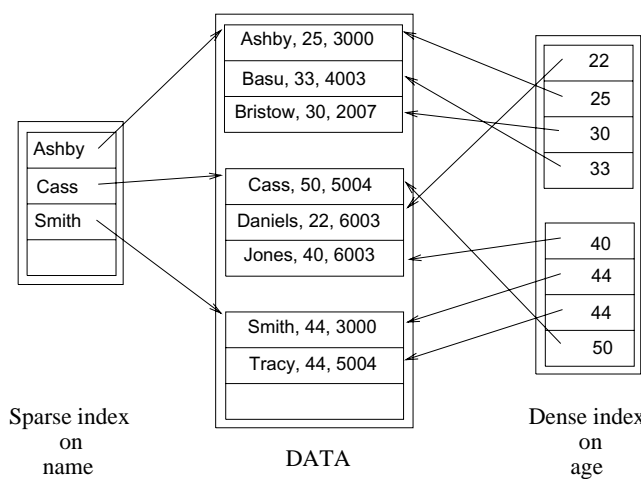 Ashby
Cass
Smith
Sparse index
on
name
Ashby, 25, 3000
Basu, 33, 4003
Bristow, 30, 2007
Cass, 50, 5004
Daniels, 22, 6003
Jones, 40, 6003
Smith, 44, 3000
Tracy, 44, 5004
DATA
22
25
30
33
40
44
44
50
Dense index
on
age